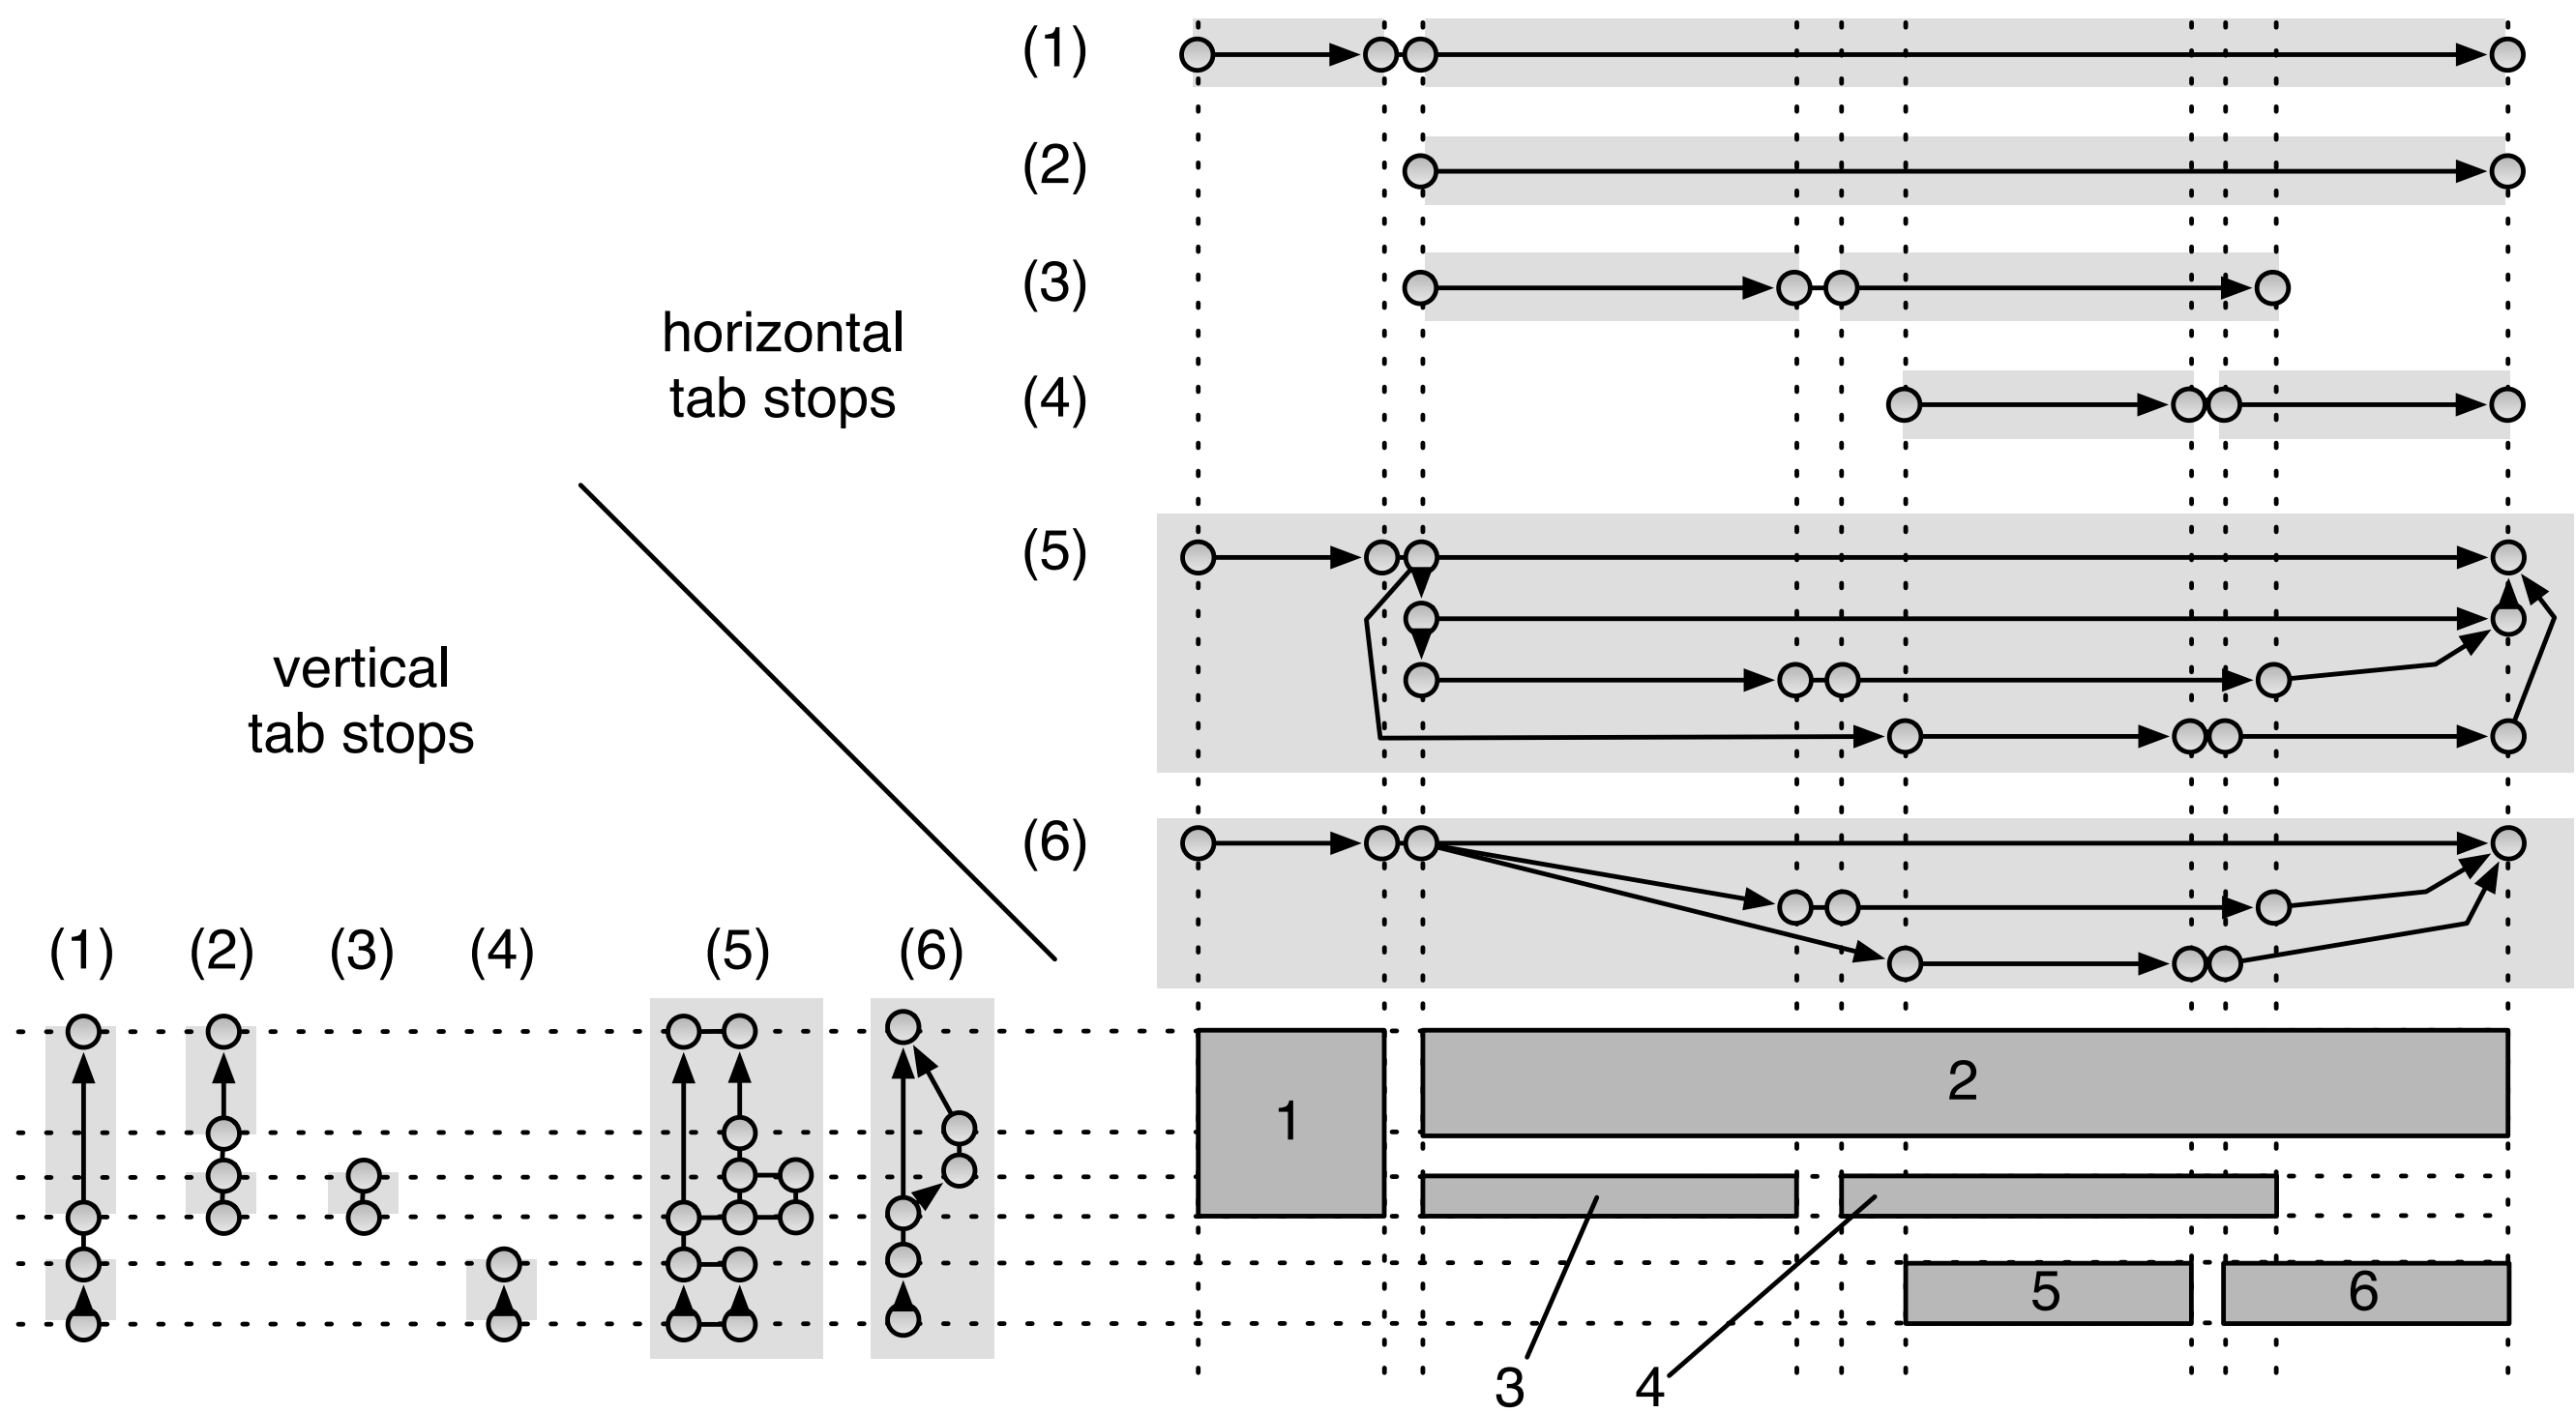 (1)
(2)
(3)
(4)
(5)
(6)
horizontal
tab stops
vertical
tab stops
(1) (2) (3) (4) (5) (6)
1
2
3
4
5
6